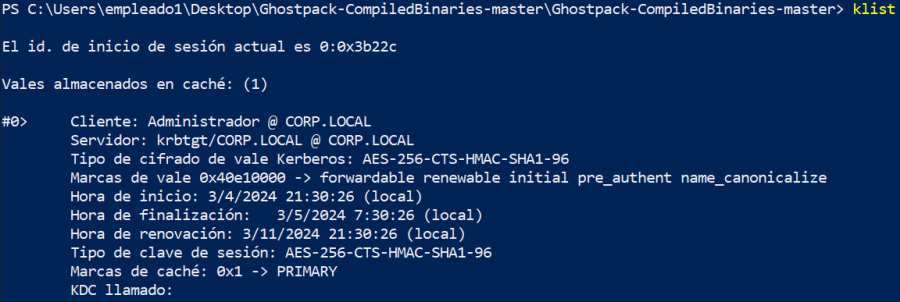 PS C:\Users\empleado1\Desktop\Ghostpack-CompiledBinaries-master\Ghostpack-CompiledBinaries-master> klist
El id. de inicio de sesión actual es 0:0x3b22c
Vales almacenados en caché: (1)
#0> Cliente: Administrador @ CORP.LOCAL
Servidor: krbtgt/CORP.LOCAL @ CORP.LOCAL
Tipo de cifrado de vale Kerberos: AES-256-CTS-HMAC-SHA1-96
Marcas de vale 0x40e10000 -> forwardable renewable initial pre_authent name_canonicalize
Hora de inicio: 3/4/2024 21:30:26 (local)
Hora de finalización: 3/5/2024 7:30:26 (local)
Hora de renovación: 3/11/2024 21:30:26 (local)
Tipo de clave de sesión: AES-256-CTS-HMAC-SHA1-96
Marcas de caché: 0x1 -> PRIMARY
KDC llamado: